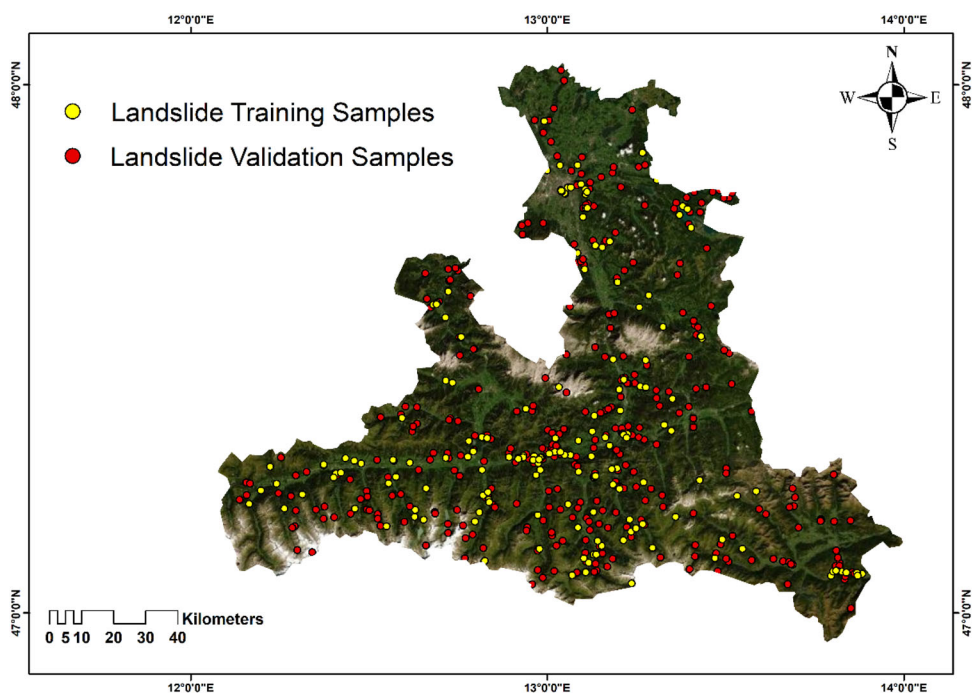 12°0'0"E 13°0'0"E 14°0'0"E
48°0'0"N 48°0'0"N
N
W E
S
Landslide Training Samples
Landslide Validation Samples
47°0'0"N 47°0'0"N
Kilometers
0 5 10 20 30 40
12°0'0"E 13°0'0"E 14°0'0"E